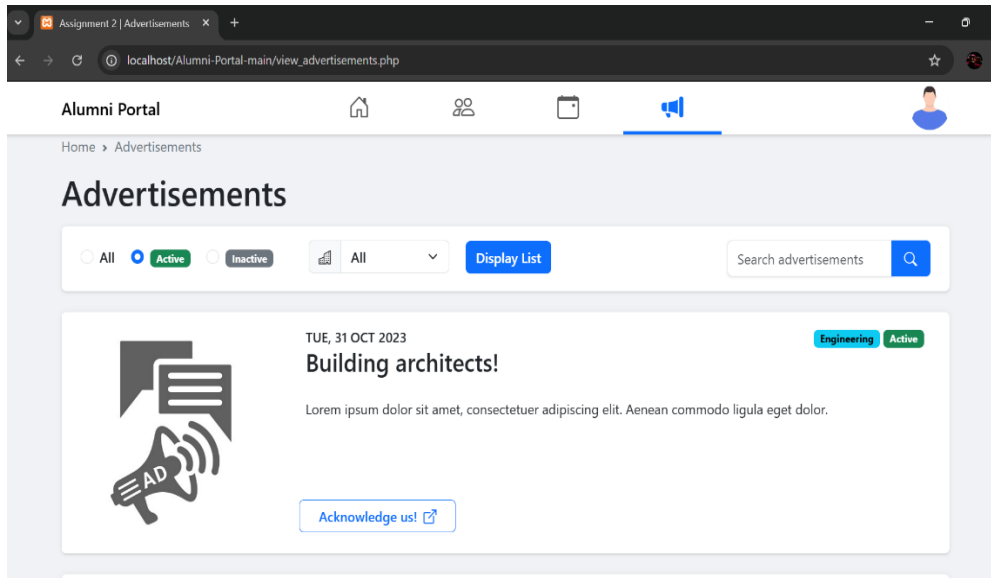 Assignment 2 | Advertisements
localhost/Alumni-Portal-main/view_advertisements.php
Alumni Portal
Home › Advertisements
Advertisements
All Active Inactive All Display List Search advertisements
TUE, 31 OCT 2023 Engineering Active
Building architects!
Lorem ipsum dolor sit amet, consectetuer adipiscing elit. Aenean commodo ligula eget dolor.
AD
Acknowledge us!